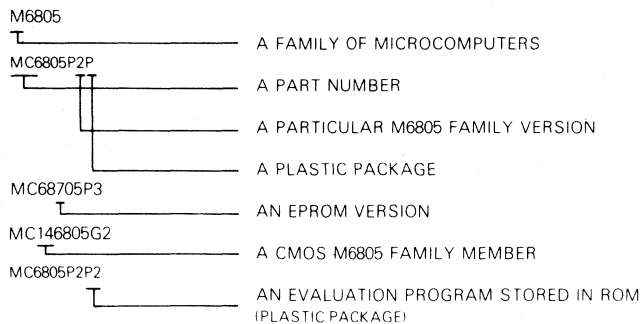 M6805
A FAMILY OF MICROCOMPUTERS
MC6805P2P
A PART NUMBER
A PARTICULAR M6805 FAMILY VERSION
A PLASTIC PACKAGE
MC68705P3
AN EPROM VERSION
MC146805G2
A CMOS M6805 FAMILY MEMBER
MC6805P2P2
AN EVALUATION PROGRAM STORED IN ROM
(PLASTIC PACKAGE)